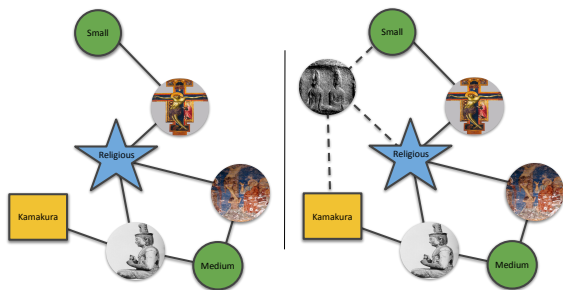 Small
Religious
Kamakura
Medium
Small
Religious
Kamakura
Medium